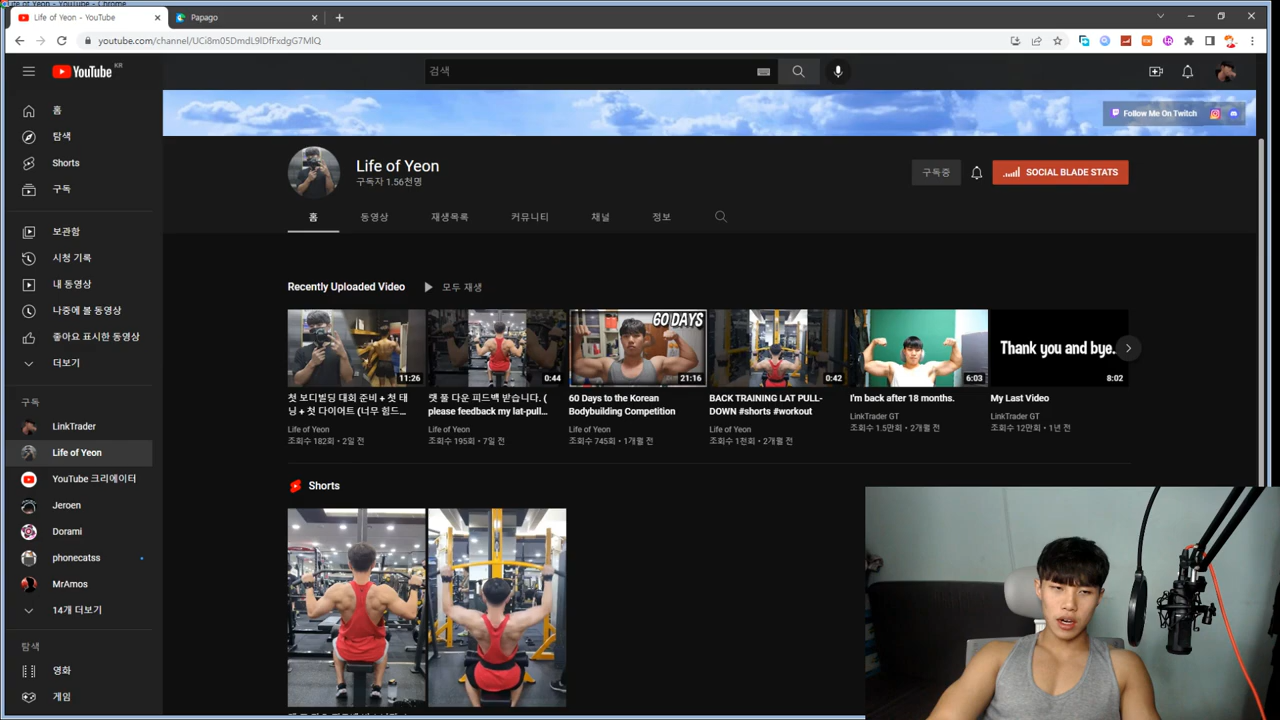 Life of Yeon - YouTube - Chrome
Life of Yeon - YouTube
Papago
youtube.com/channel/UCi8m05DmdL9lDfFxdgG7MlQ
YouTube KR
검색
홈
탐색
Shorts
구독
보관함
시청 기록
내 동영상
나중에 볼 동영상
좋아요 표시한 동영상
더보기
구독
LinkTrader
Life of Yeon
YouTube 크리에이터
Jeroen
Dorami
phonecatss
MrAmos
14개 더보기
탐색
영화
게임
Follow Me On Twitch
Life of Yeon
구독자 1.56천명
구독중
SOCIAL BLADE STATS
홈
동영상
재생목록
커뮤니티
채널
정보
Recently Uploaded Video
모두 재생
11:26
첫 보디빌딩 대회 준비 + 첫 태
닝 + 첫 다이어트 (너무 힘드...
Life of Yeon
조회수 182회 • 2일 전
0:44
랫 풀 다운 피드백 받습니다. (
please feedback my lat-pull...
Life of Yeon
조회수 195회 • 7일 전
60 DAYS
21:16
60 Days to the Korean
Bodybuilding Competition
Life of Yeon
조회수 745회 • 1개월 전
0:42
BACK TRAINING LAT PULL-
DOWN #shorts #workout
Life of Yeon
조회수 1천회 • 2개월 전
6:03
I'm back after 18 months.
LinkTrader GT
조회수 1.5만회 • 2개월 전
Thank you and bye..
8:02
My Last Video
LinkTrader GT
조회수 12만회 • 1년 전
Shorts